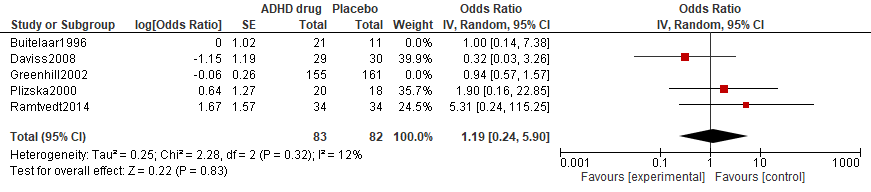 ADHD drug Placebo Odds Ratio Odds Ratio
Study or Subgroup log[Odds Ratio] SE Total Total Weight IV, Random, 95% CI IV, Random, 95% CI
Buitelaar1996 0 1.02 21 11 0.0% 1.00 [0.14, 7.38]
Daviss2008 -1.15 1.19 29 30 39.9% 0.32 [0.03, 3.26]
Greenhill2002 -0.06 0.26 155 161 0.0% 0.94 [0.57, 1.57]
Plizska2000 0.64 1.27 20 18 35.7% 1.90 [0.16, 22.85]
Ramtvedt2014 1.67 1.57 34 34 24.5% 5.31 [0.24, 115.25]
Total (95% CI) 83 82 100.0% 1.19 [0.24, 5.90]
Heterogeneity: Tau² = 0.25; Chi² = 2.28, df = 2 (P = 0.32); I² = 12%
Test for overall effect: Z = 0.22 (P = 0.83)
0.001 0.1 1 10 1000
Favours [experimental] Favours [control]